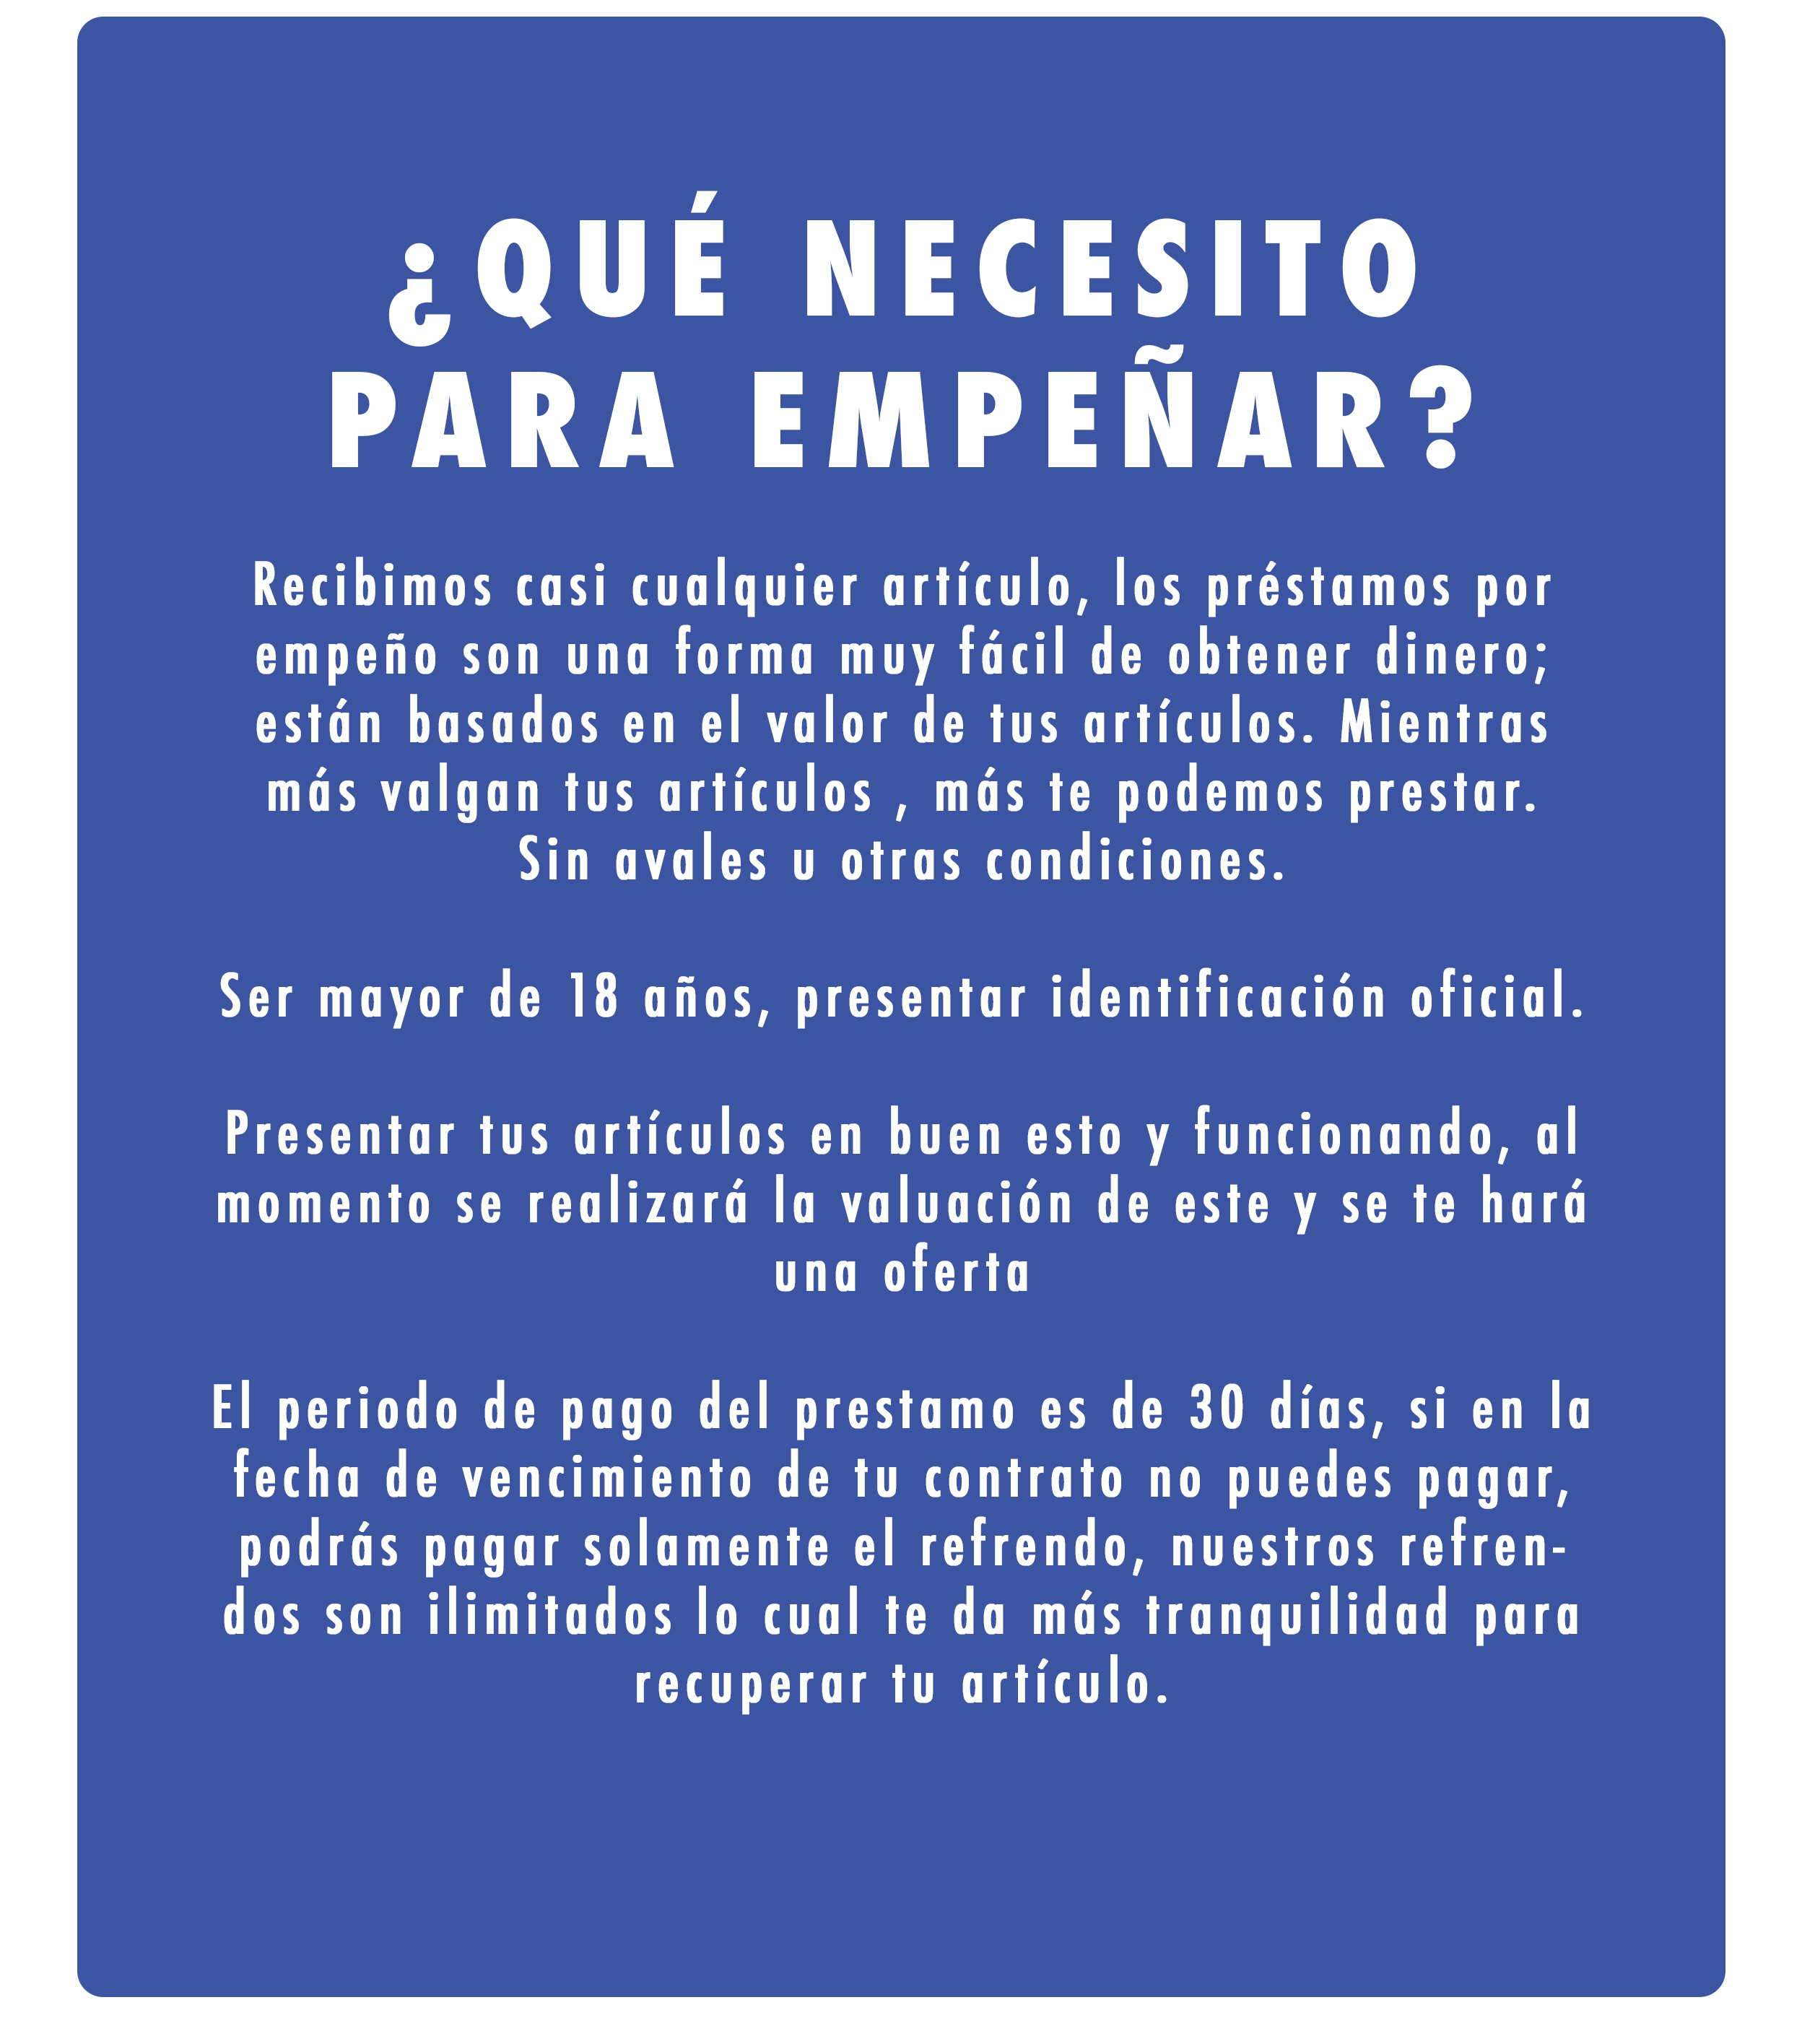 ¿QUÉ NECESITO
PARA EMPEÑAR?
Recibimos casi cualquier artículo, los préstamos por
empeño son una forma muy fácil de obtener dinero;
están basados en el valor de tus artículos. Mientras
más valgan tus artículos , más te podemos prestar.
Sin avales u otras condiciones.
Ser mayor de 18 años, presentar identificación oficial.
Presentar tus artículos en buen esto y funcionando, al
momento se realizará la valuación de este y se te hará
una oferta
El periodo de pago del prestamo es de 30 días, si en la
fecha de vencimiento de tu contrato no puedes pagar,
podrás pagar solamente el refrendo, nuestros refren-
dos son ilimitados lo cual te da más tranquilidad para
recuperar tu artículo.